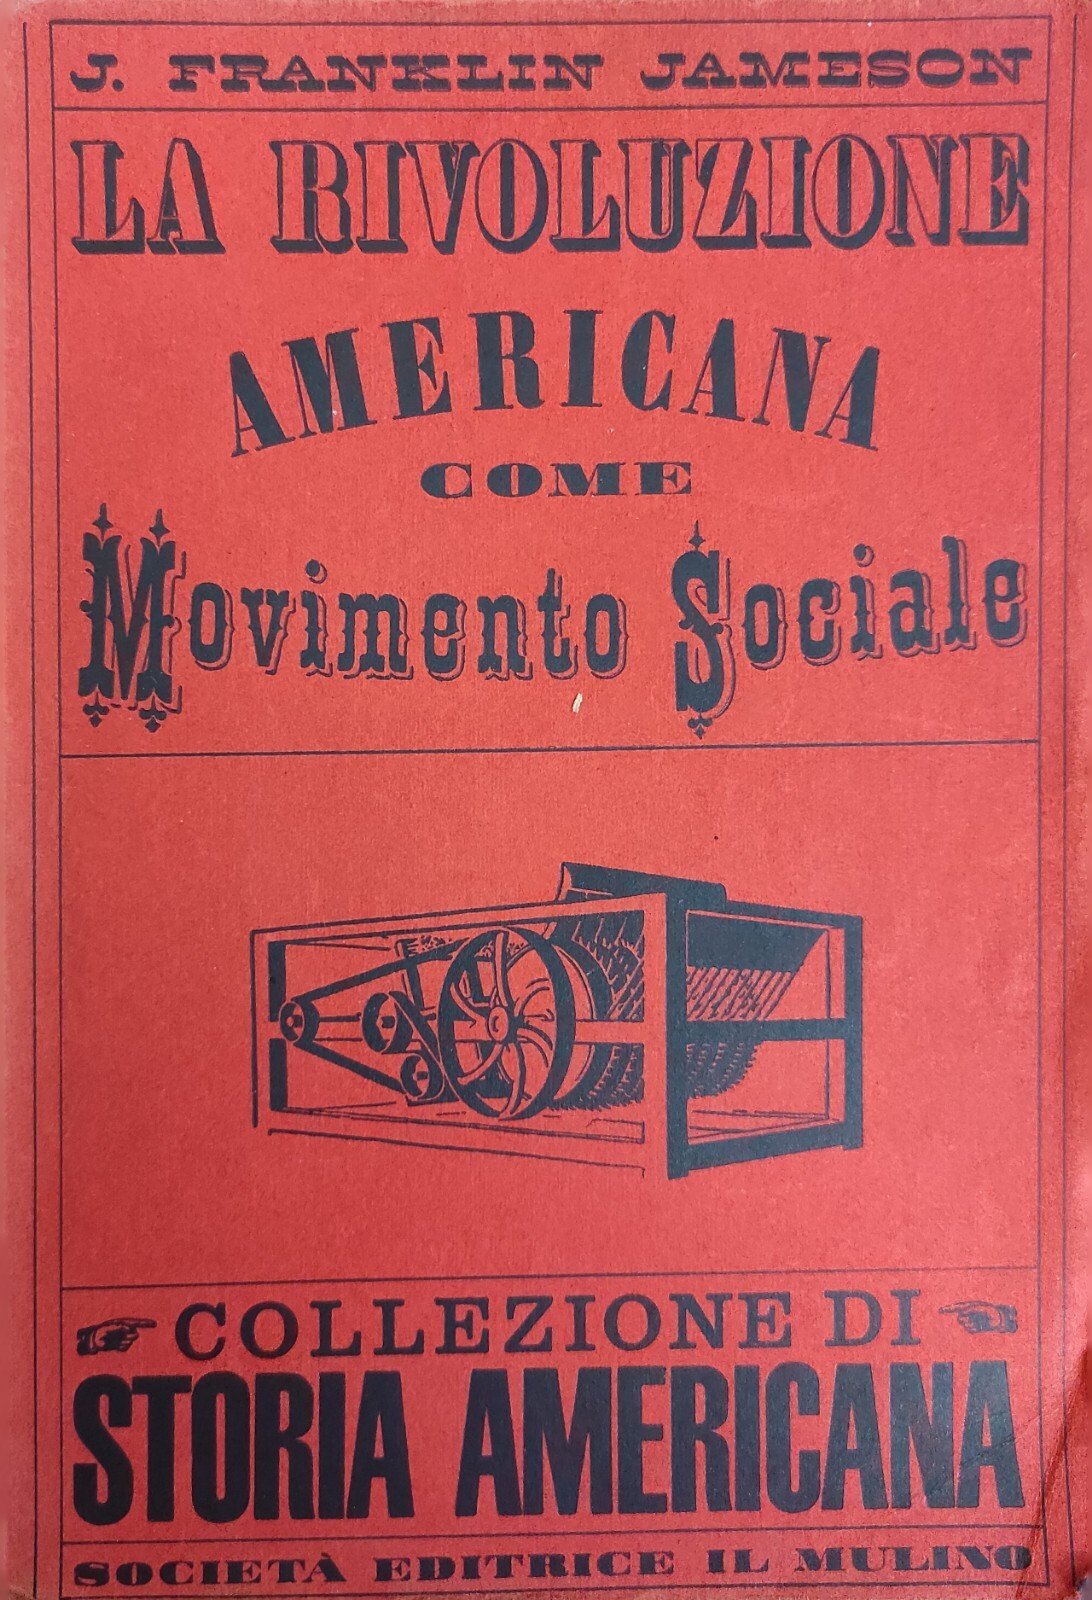 J. FRANKLIN JAMESON
LA RIVOLUZIONE
AMERICANA
COME
Movimento Sociale
COLLEZIONE DI
STORIA AMERICANA
SOCIETÀ EDITRICE IL MULINO